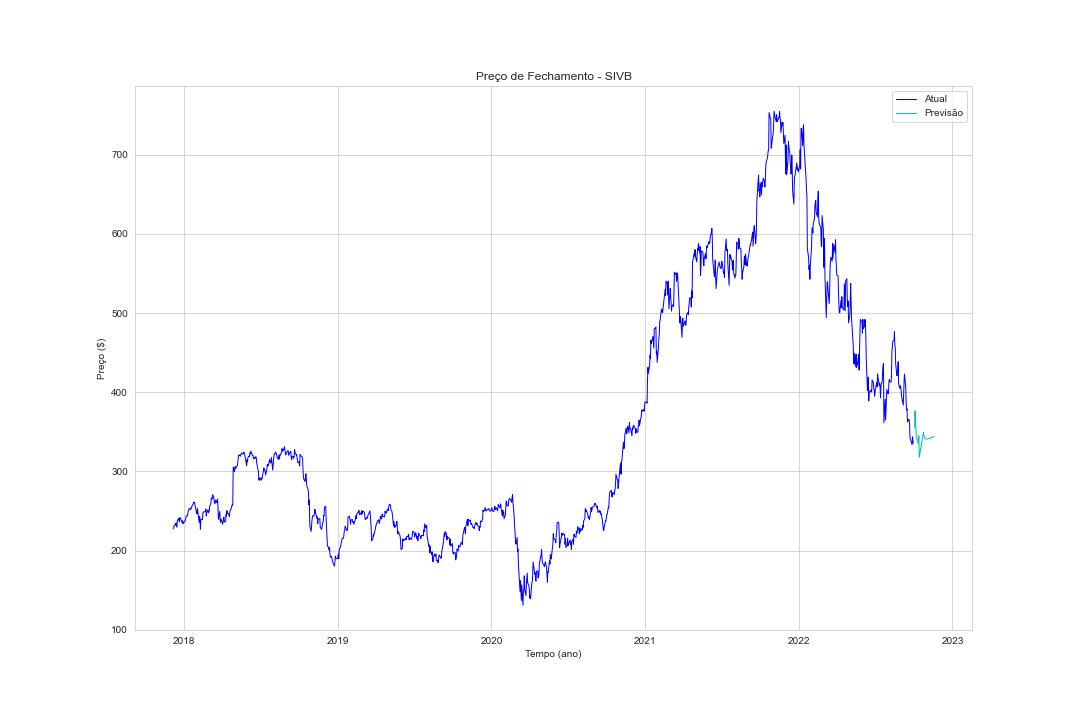 Preço de Fechamento - SIVB
Atual
Previsão
Preço ($)
700
600
500
400
300
200
100
2018
2019
2020
2021
2022
2023
Tempo (ano)